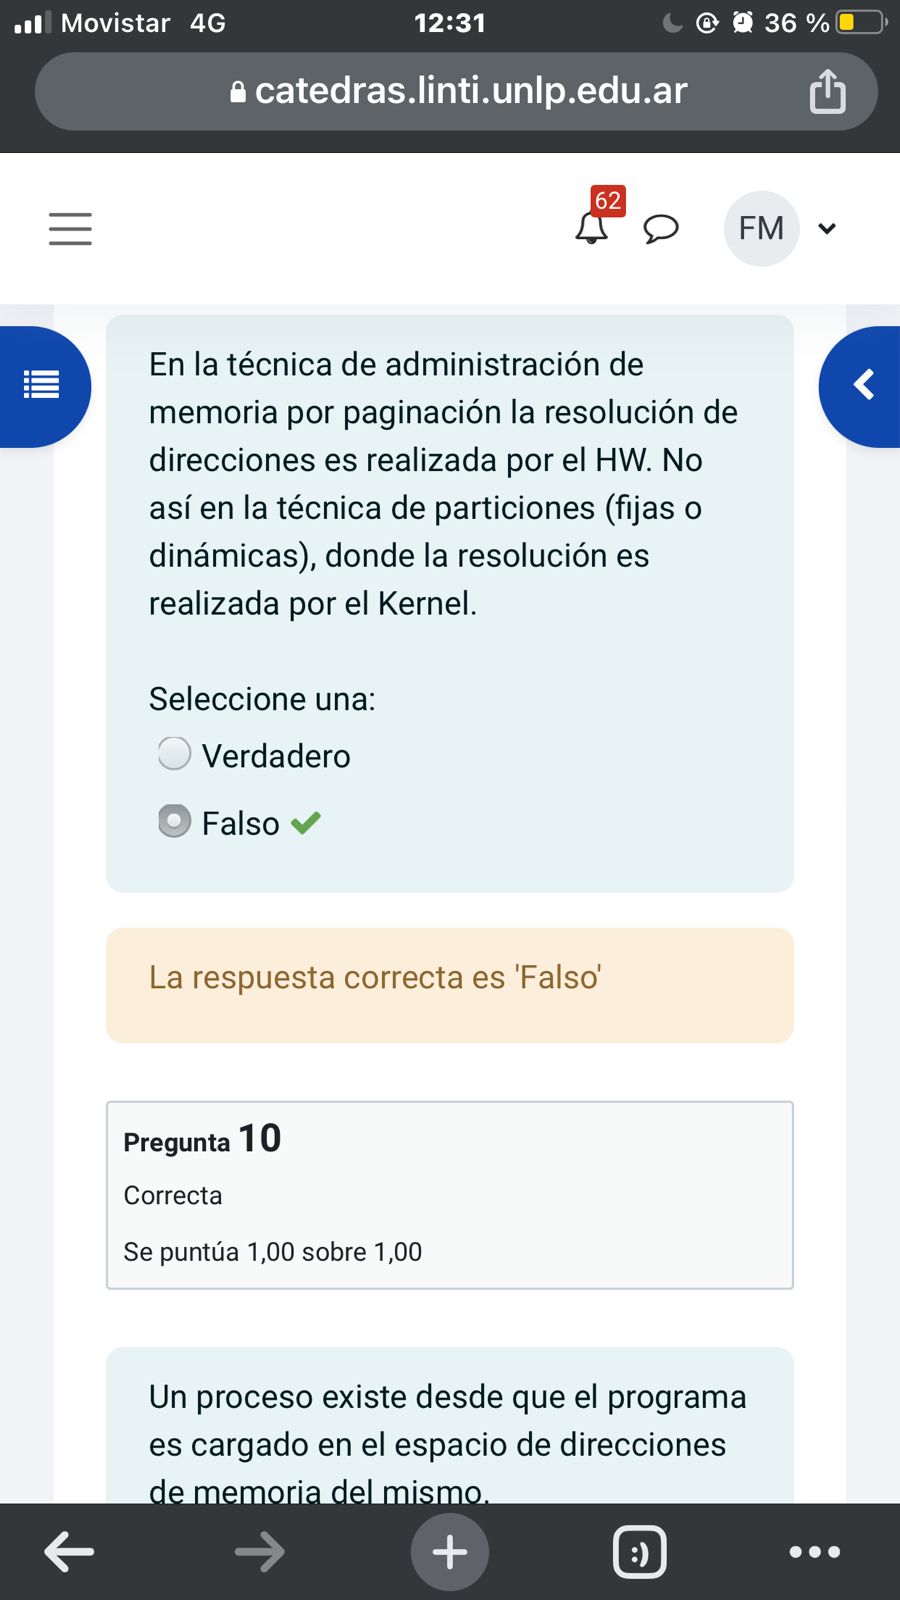 Movistar 4G 12:31 36 %
catedras.linti.unlp.edu.ar
62
FM
En la técnica de administración de
memoria por paginación la resolución de
direcciones es realizada por el HW. No
así en la técnica de particiones (fijas o
dinámicas), donde la resolución es
realizada por el Kernel.
Seleccione una:
Verdadero
Falso
La respuesta correcta es 'Falso'
Pregunta 10
Correcta
Se puntúa 1,00 sobre 1,00
Un proceso existe desde que el programa
es cargado en el espacio de direcciones
de memoria del mismo.
:)